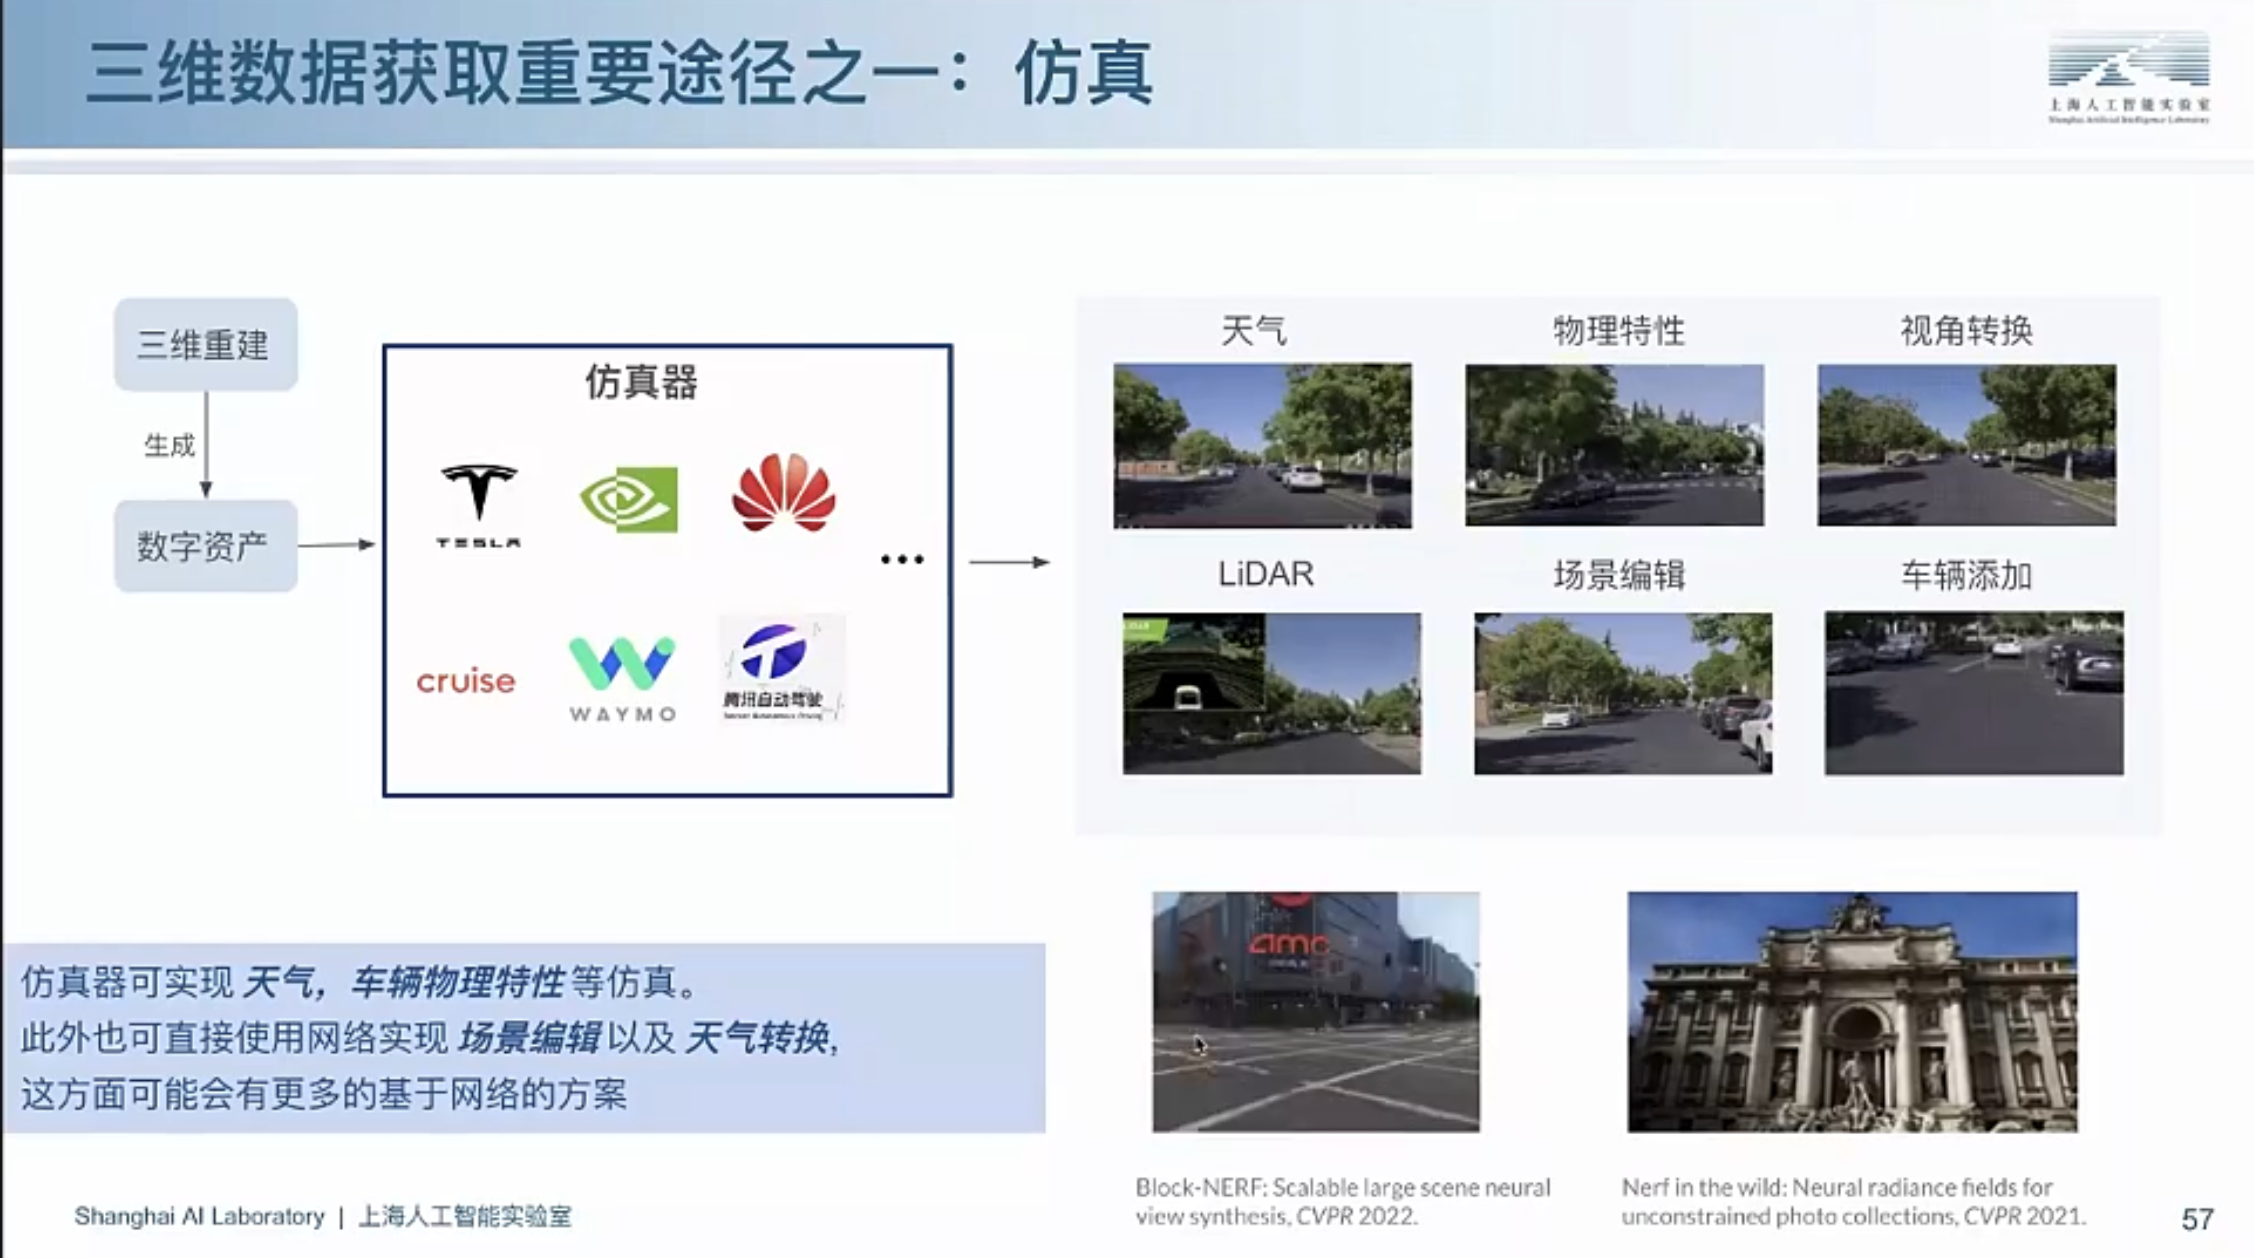 三维数据获取重要途径之一：仿真
上海人工智能实验室
Shanghai Artificial Intelligence Laboratory
三维重建
生成
数字资产
仿真器
TESLA
...
cruise
WAYMO
腾讯自动驾驶
天气
物理特性
视角转换
LiDAR
场景编辑
车辆添加
amc
仿真器可实现 天气，车辆物理特性 等仿真。
此外也可直接使用网络实现 场景编辑 以及 天气转换,
这方面可能会有更多的基于网络的方案
Block-NERF: Scalable large scene neural
view synthesis, CVPR 2022.
Nerf in the wild: Neural radiance fields for
unconstrained photo collections, CVPR 2021.
Shanghai AI Laboratory | 上海人工智能实验室
57